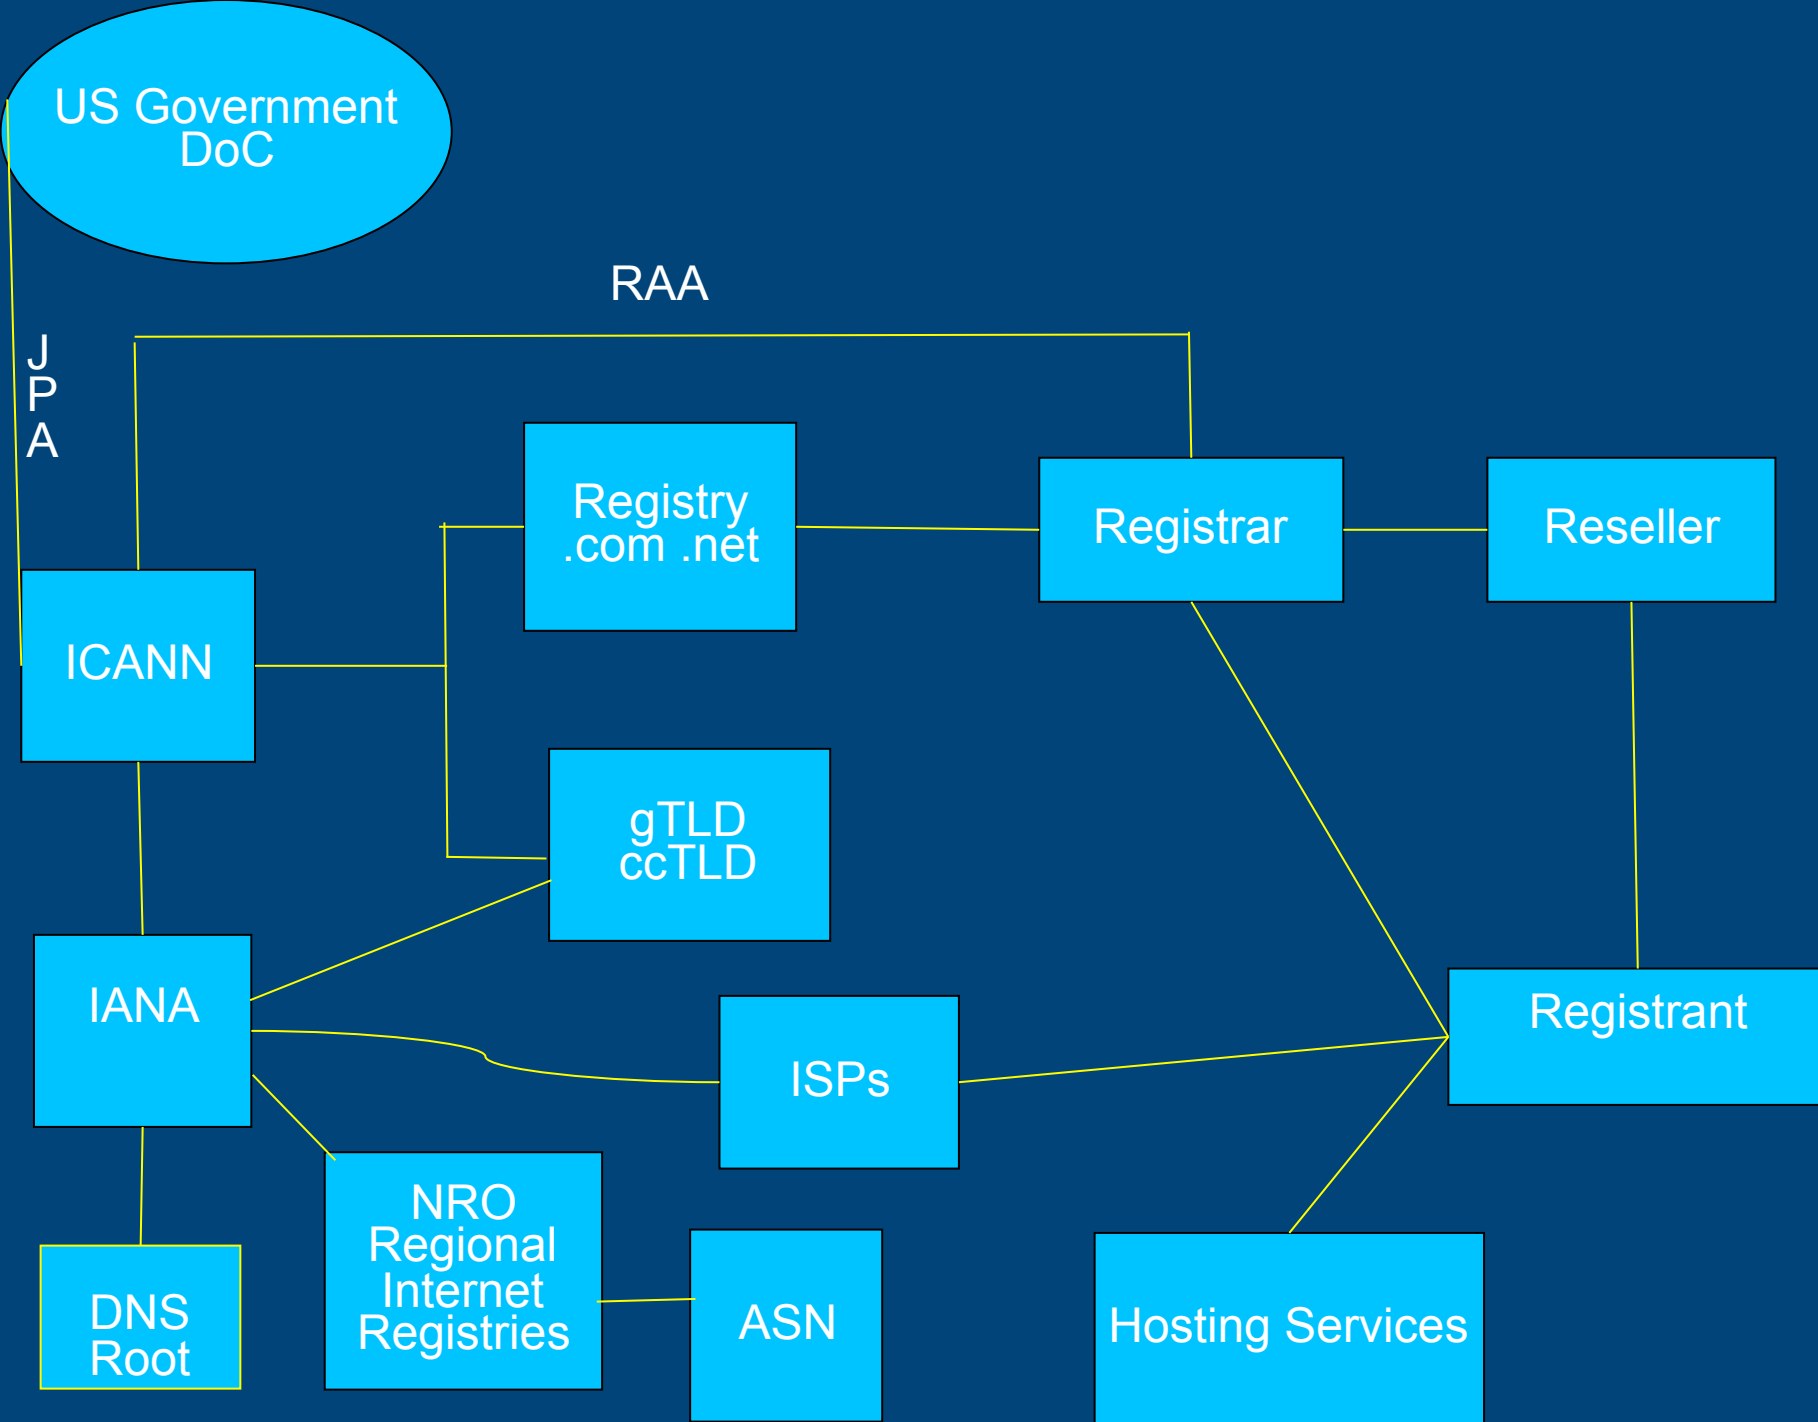 US Government
DoC
RAA
J
P
A
Registry
.com .net
Registrar
Reseller
ICANN
gTLD
ccTLD
IANA
Registrant
ISPs
NRO
Regional
Internet
Registries
DNS
Root
ASN
Hosting Services